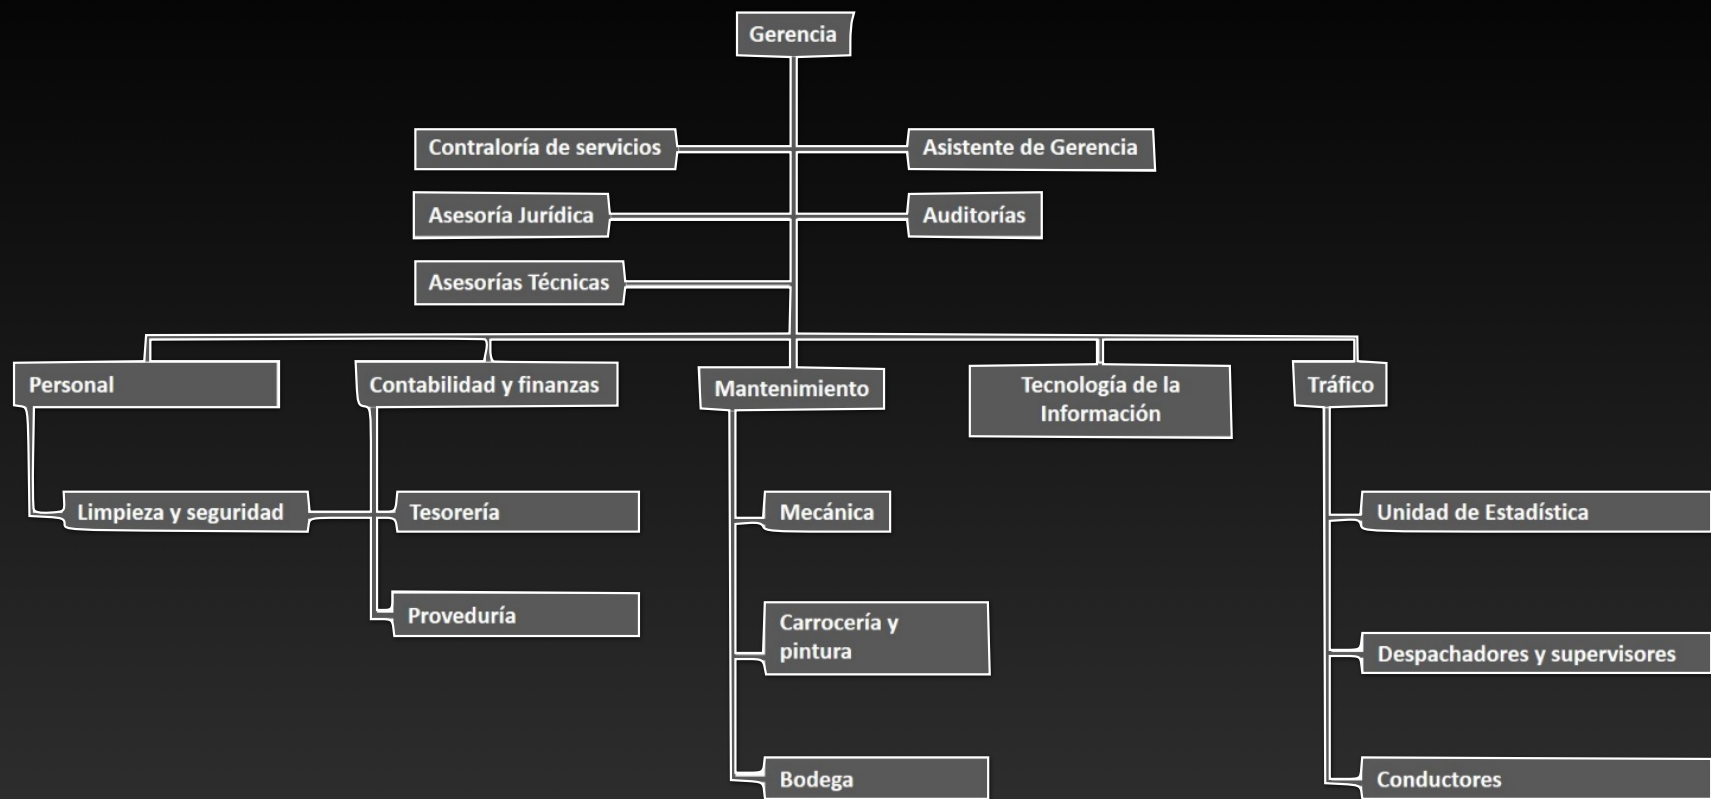 Gerencia
Contraloría de servicios
Asistente de Gerencia
Asesoría Jurídica
Auditorías
Asesorías Técnicas
Personal
Contabilidad y finanzas
Mantenimiento
Tecnología de la
Información
Tráfico
Limpieza y seguridad
Tesorería
Mecánica
Unidad de Estadística
Proveduría
Carrocería y
pintura
Despachadores y supervisores
Bodega
Conductores